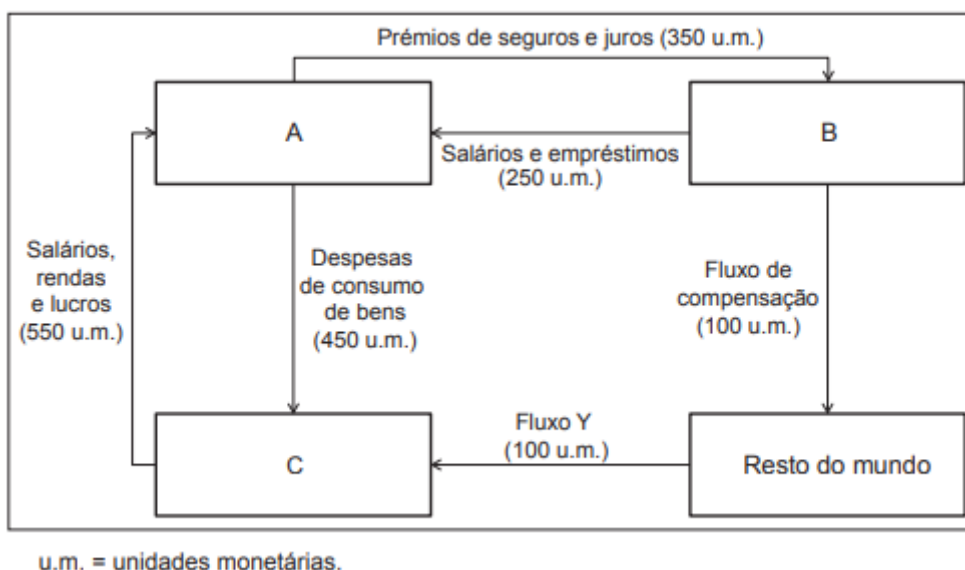 Prémios de seguros e juros (350 u.m.)
A
B
Salários e empréstimos
(250 u.m.)
Salários,
rendas
e lucros
(550 u.m.)
Despesas
de consumo
de bens
(450 u.m.)
Fluxo de
compensação
(100 u.m.)
Fluxo Y
(100 u.m.)
C
Resto do mundo
u.m. = unidades monetárias.